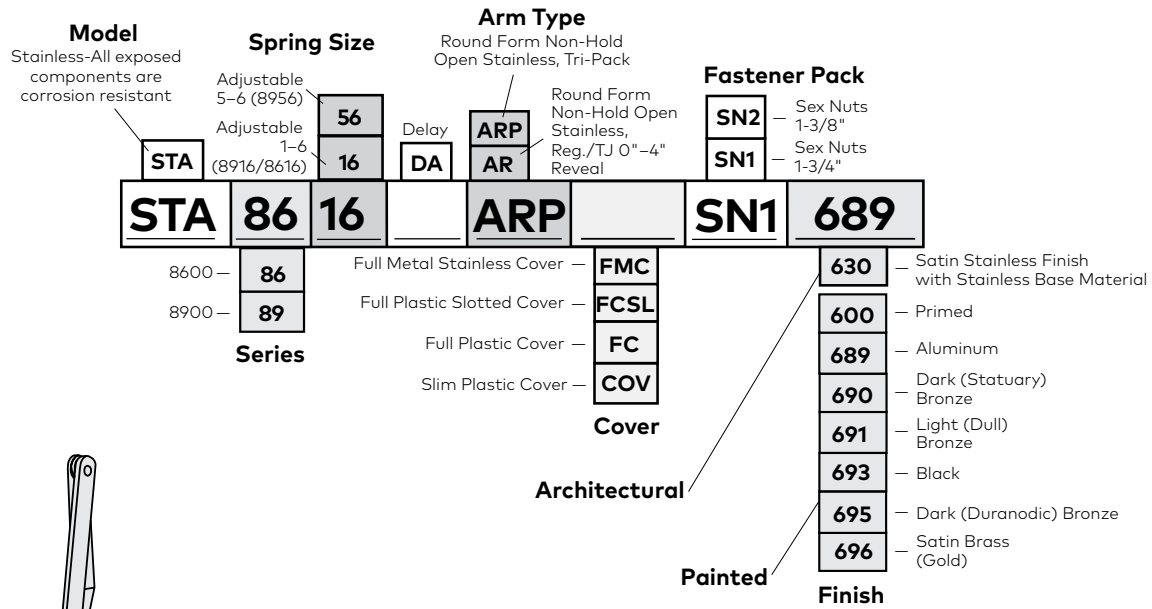 Model
Stainless-All exposed
components are
corrosion resistant
Spring Size
Adjustable
5–6 (8956)
Adjustable
1–6
(8916/8616)
56
16
Delay
DA
Arm Type
Round Form Non-Hold
Open Stainless, Tri-Pack
Round Form
Non-Hold Open
Stainless,
Reg./TJ 0"–4"
Reveal
ARP
AR
Fastener Pack
SN2 — Sex Nuts
1-3/8"
SN1 — Sex Nuts
1-3/4"
STA
STA 86 16 ARP SN1 689
8600 — 86
8900 — 89
Series
Full Metal Stainless Cover — FMC
Full Plastic Slotted Cover — FCSL
Full Plastic Cover — FC
Slim Plastic Cover — COV
Cover
630 — Satin Stainless Finish
with Stainless Base Material
600 — Primed
689 — Aluminum
690 — Dark (Statuary)
Bronze
691 — Light (Dull)
Bronze
693 — Black
695 — Dark (Duranodic) Bronze
696 — Satin Brass
(Gold)
Architectural
Painted
Finish